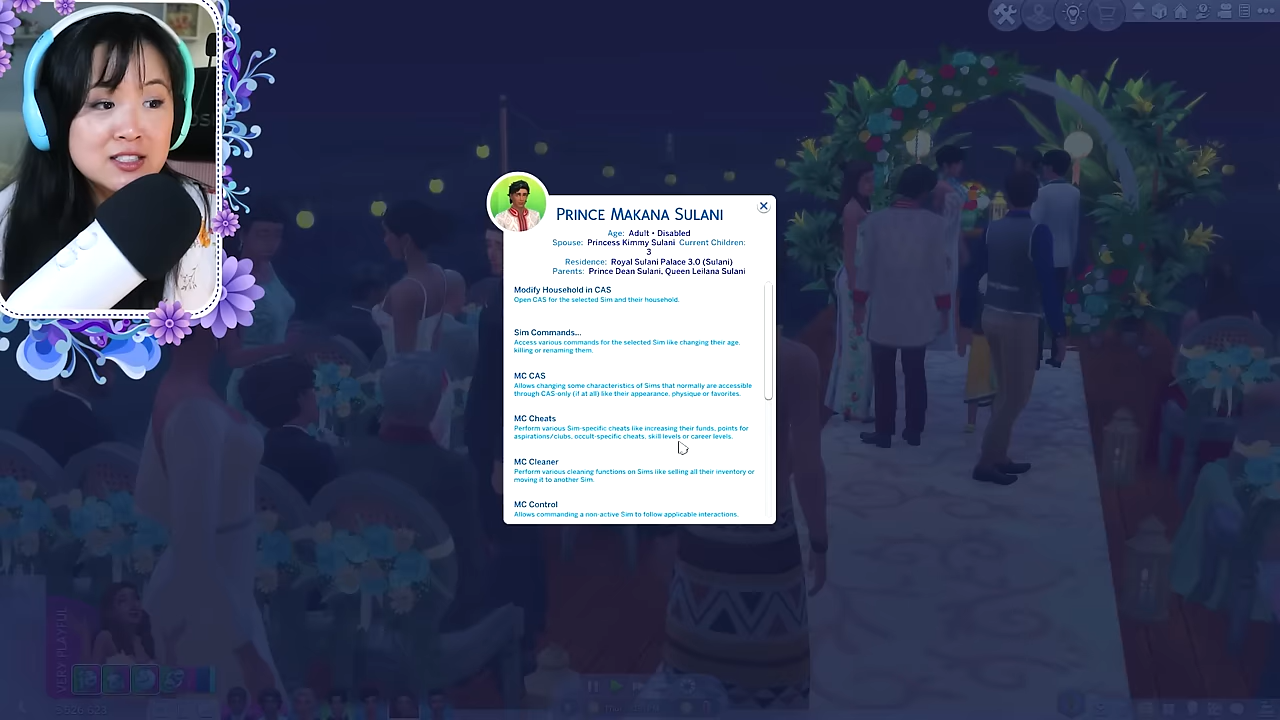 PRINCE MAKANA SULANI
Age: Adult • Disabled
Spouse: Princess Kimmy Sulani Current Children:
3
Residence: Royal Sulani Palace 3.0 (Sulani)
Parents: Prince Dean Sulani, Queen Leilana Sulani
Modify Household in CAS
Open CAS for the selected Sim and their household.
Sim Commands...
Access various commands for the selected Sim like changing their age,
killing or renaming them.
MC CAS
Allows changing some characteristics of Sims that normally are accessible
through CAS-only (if at all) like their appearance, physique or favorites.
MC Cheats
Perform various Sim-specific cheats like increasing their funds, points for
aspirations/clubs, occult-specific cheats, skill levels or career levels.
MC Cleaner
Perform various cleaning functions on Sims like selling all their inventory or
moving it to another Sim.
MC Control
Allows commanding a non-active Sim to follow applicable interactions.
VERY PLAYFUL